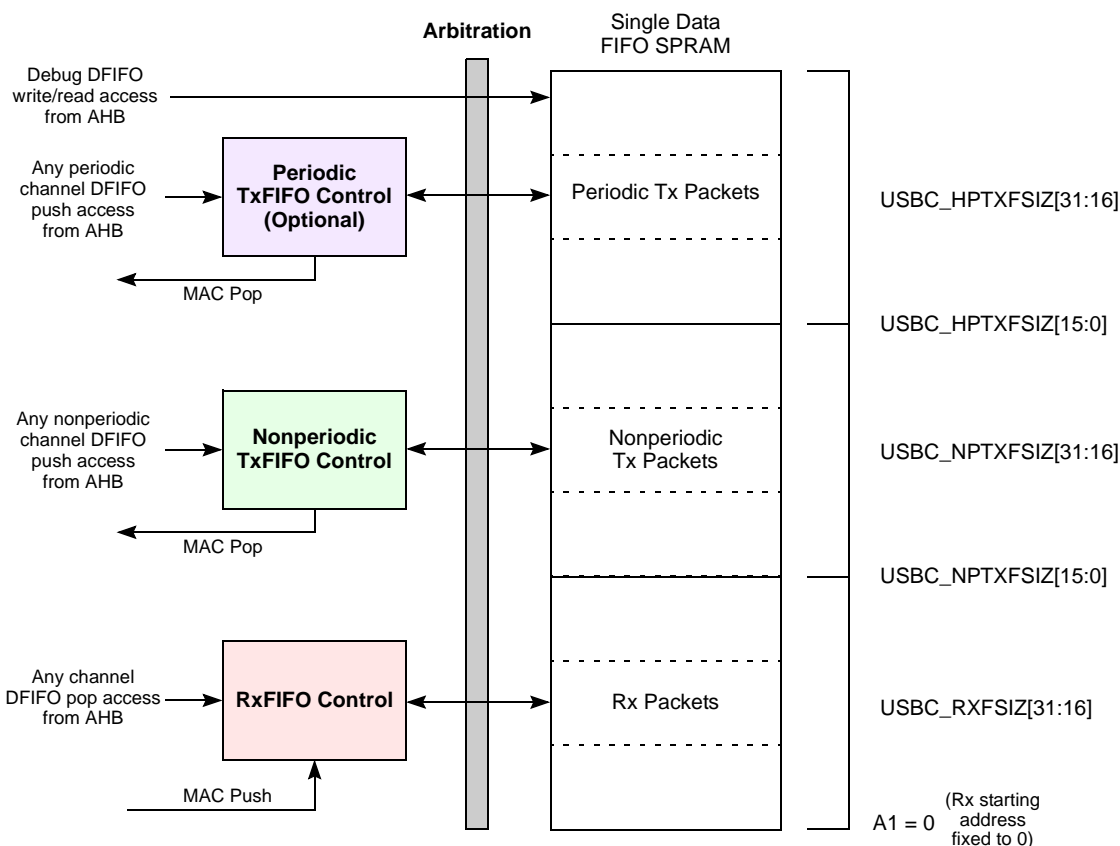 Arbitration
Single Data
FIFO SPRAM
Debug DFIFO
write/read access
from AHB
Any periodic
channel DFIFO
push access
from AHB
Periodic
TxFIFO Control
(Optional)
Periodic Tx Packets
USBC_HPTXFSIZ[31:16]
MAC Pop
USBC_HPTXFSIZ[15:0]
Any nonperiodic
channel DFIFO
push access
from AHB
Nonperiodic
TxFIFO Control
Nonperiodic
Tx Packets
USBC_NPTXFSIZ[31:16]
MAC Pop
USBC_NPTXFSIZ[15:0]
Any channel
DFIFO pop access
from AHB
RxFIFO Control
Rx Packets
USBC_RXFSIZ[31:16]
MAC Push
A1 = 0
(Rx starting
address
fixed to 0)